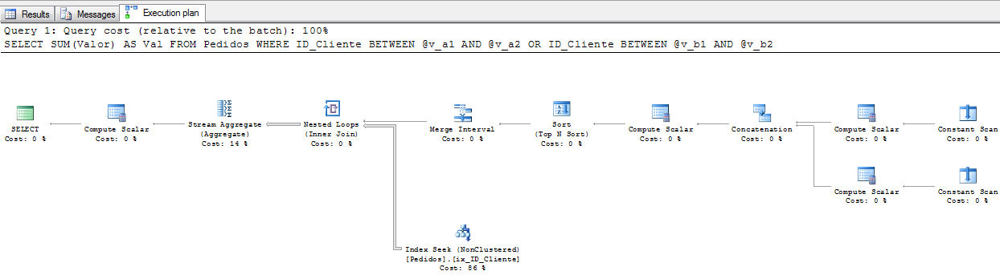 Results Messages Execution plan
Query 1: Query cost (relative to the batch): 100%
SELECT SUM(Valor) AS Val FROM Pedidos WHERE ID_Cliente BETWEEN @v_a1 AND @v_a2 OR ID_Cliente BETWEEN @v_b1 AND @v_b2
SELECT
Cost: 0 %
Compute Scalar
Cost: 0 %
Stream Aggregate
(Aggregate)
Cost: 14 %
Nested Loops
(Inner Join)
Cost: 0 %
Merge Interval
Cost: 0 %
Sort
(Top N Sort)
Cost: 0 %
Compute Scalar
Cost: 0 %
Concatenation
Cost: 0 %
Compute Scalar
Cost: 0 %
Constant Scan
Cost: 0 %
Compute Scalar
Cost: 0 %
Constant Scan
Cost: 0 %
Index Seek (NonClustered)
[Pedidos].[ix_ID_Cliente]
Cost: 86 %